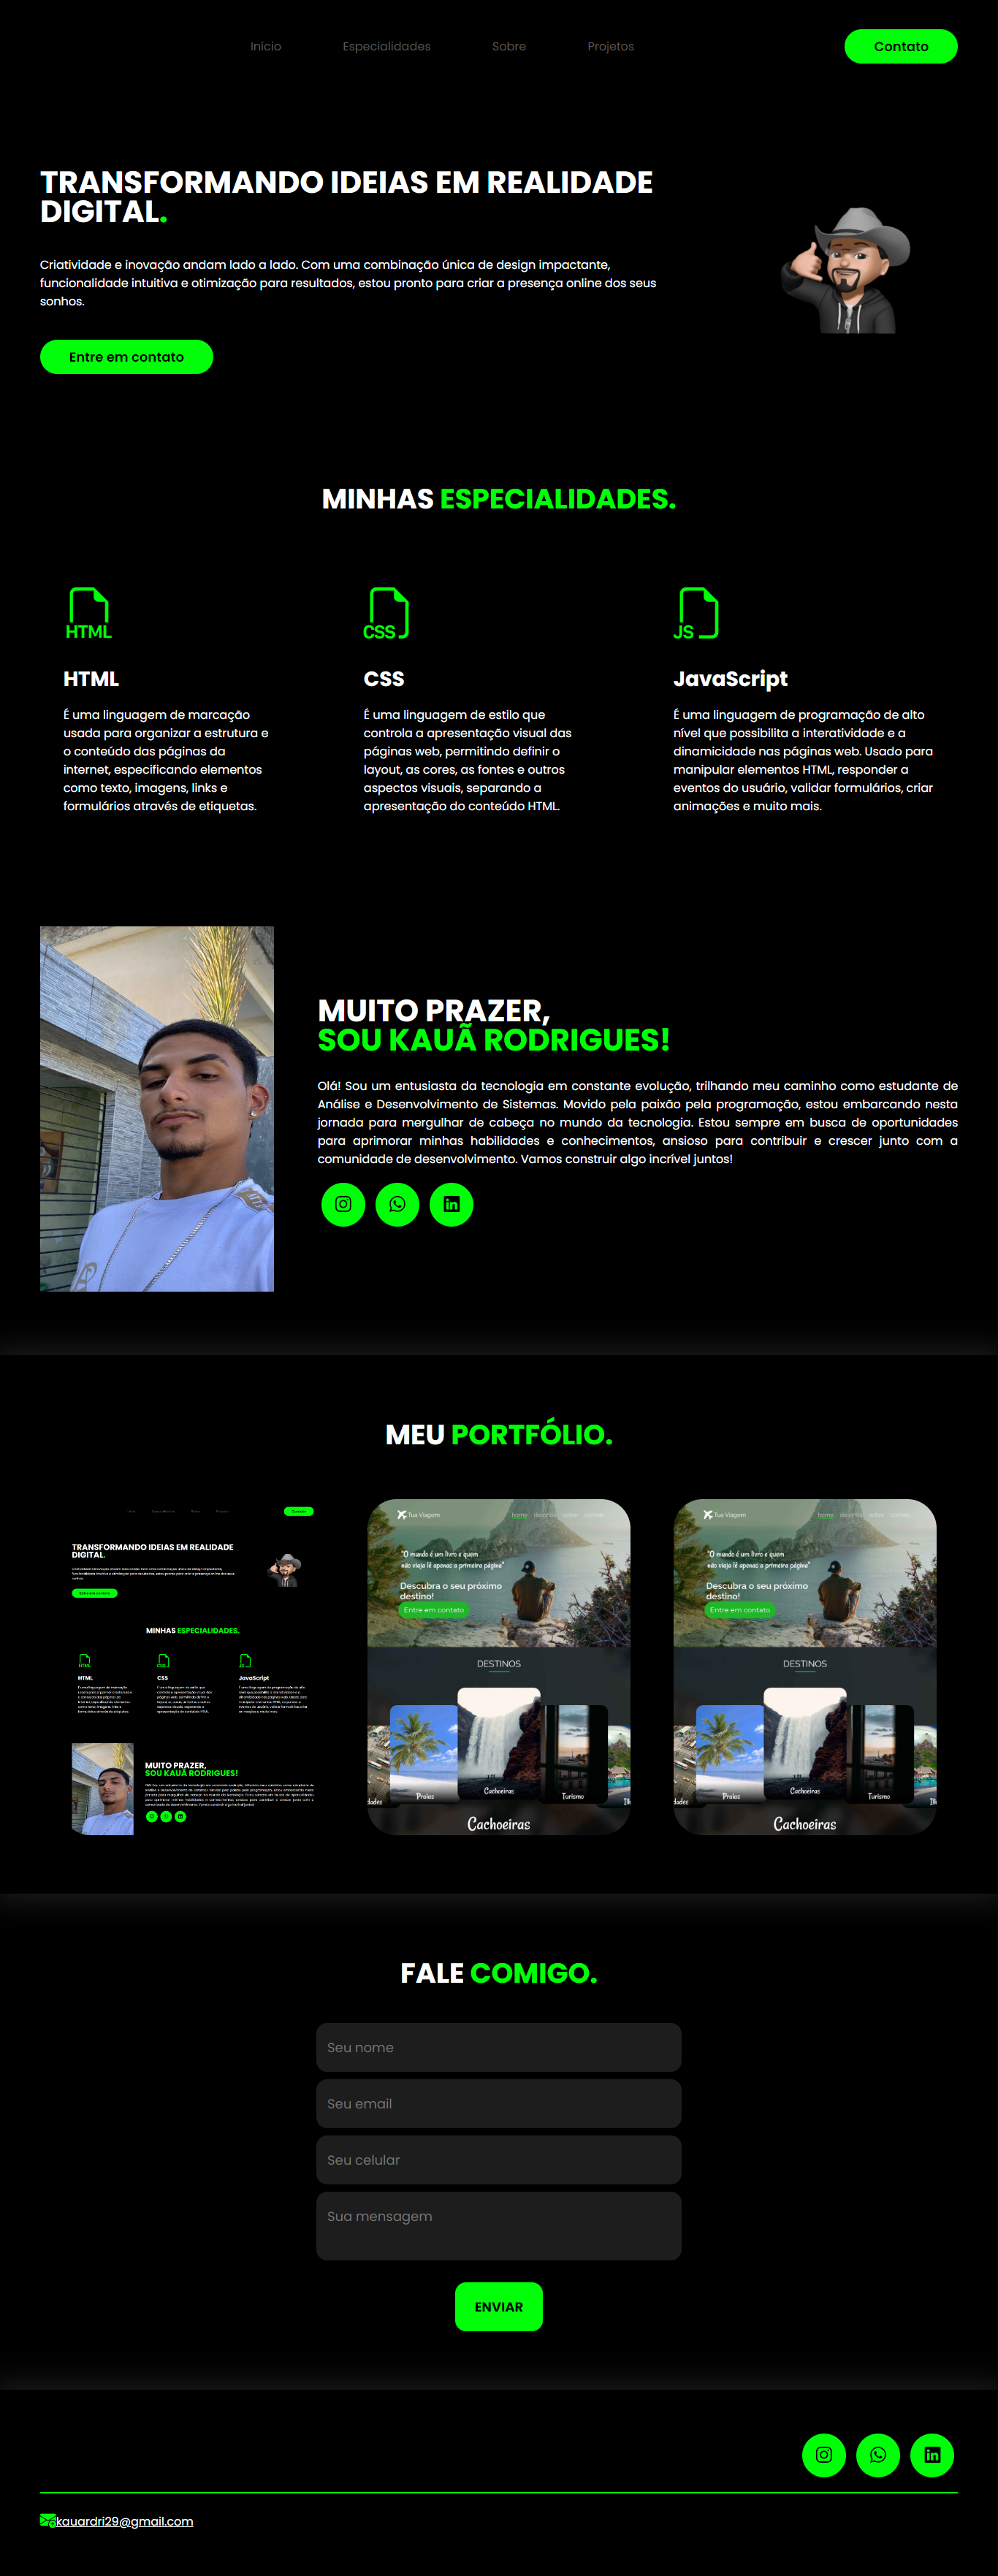 Início
Especialidades
Sobre
Projetos
Contato
TRANSFORMANDO IDEIAS EM REALIDADE
DIGITAL.
Criatividade e inovação andam lado a lado. Com uma combinação única de design impactante,
funcionalidade intuitiva e otimização para resultados, estou pronto para criar a presença online dos seus
sonhos.
Entre em contato
MINHAS ESPECIALIDADES.
HTML
HTML
É uma linguagem de marcação
usada para organizar a estrutura e
o conteúdo das páginas da
internet, especificando elementos
como texto, imagens, links e
formulários através de etiquetas.
CSS
CSS
É uma linguagem de estilo que
controla a apresentação visual das
páginas web, permitindo definir o
layout, as cores, as fontes e outros
aspectos visuais, separando a
apresentação do conteúdo HTML.
JS
JavaScript
É uma linguagem de programação de alto
nível que possibilita a interatividade e a
dinamicidade nas páginas web. Usado para
manipular elementos HTML, responder a
eventos do usuário, validar formulários, criar
animações e muito mais.
MUITO PRAZER,
SOU KAUÃ RODRIGUES!
Olá! Sou um entusiasta da tecnologia em constante evolução, trilhando meu caminho como estudante de
Análise e Desenvolvimento de Sistemas. Movido pela paixão pela programação, estou embarcando nesta
jornada para mergulhar de cabeça no mundo da tecnologia. Estou sempre em busca de oportunidades
para aprimorar minhas habilidades e conhecimentos, ansioso para contribuir e crescer junto com a
comunidade de desenvolvimento. Vamos construir algo incrível juntos!
in
MEU PORTFÓLIO.
TRANSFORMANDO IDEIAS EM REALIDADE
DIGITAL.
MINHAS ESPECIALIDADES.
HTML
CSS
JavaScript
MUITO PRAZER,
SOU KAUÃ RODRIGUES!
Tua Viagem
home
"O mundo é um livro e quem
não viaja lê apenas a primeira página"
Descubra o seu próximo
destino!
Entre em contato
DESTINOS
dades
Praias
Cachoeiras
Turismo
Cachoeiras
Tua Viagem
home
"O mundo é um livro e quem
não viaja lê apenas a primeira página"
Descubra o seu próximo
destino!
Entre em contato
DESTINOS
dades
Praias
Cachoeiras
Turismo
Cachoeiras
FALE COMIGO.
Seu nome
Seu email
Seu celular
Sua mensagem
ENVIAR
in
kauardri29@gmail.com